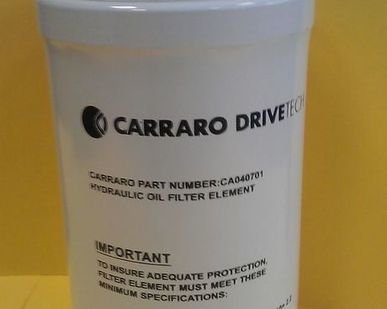 CARRARO DRIVETECH
CARRARO PART NUMBER:CA040701
HYDRAULIC OIL FILTER ELEMENT
IMPORTANT
TO INSURE ADEQUATE PROTECTION,
FILTER ELEMENT MUST MEET THESE
MINIMUM SPECIFICATIONS: